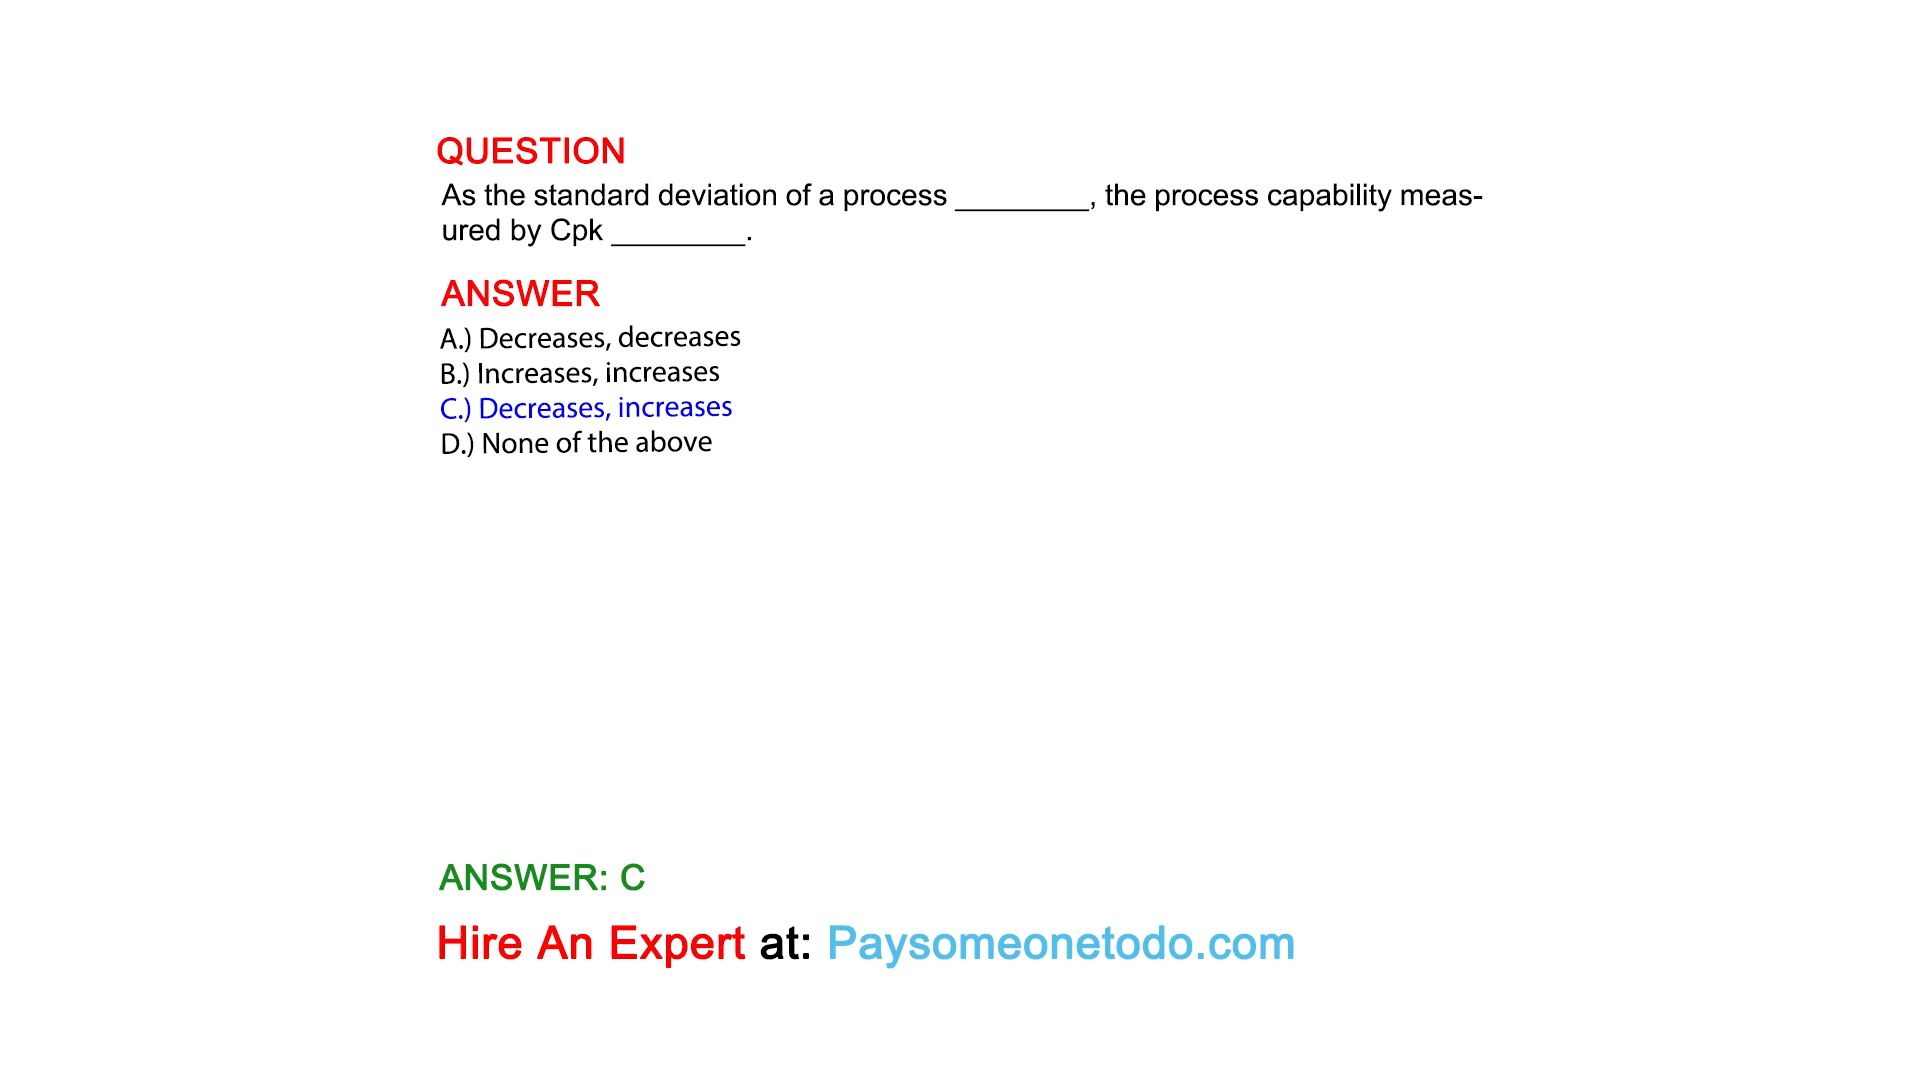 QUESTION
As the standard deviation of a process ________, the process capability meas-
ured by Cpk ________.
ANSWER
A.) Decreases, decreases
B.) Increases, increases
C.) Decreases, increases
D.) None of the above
ANSWER: C
Hire An Expert at: Paysomeonetodo.com